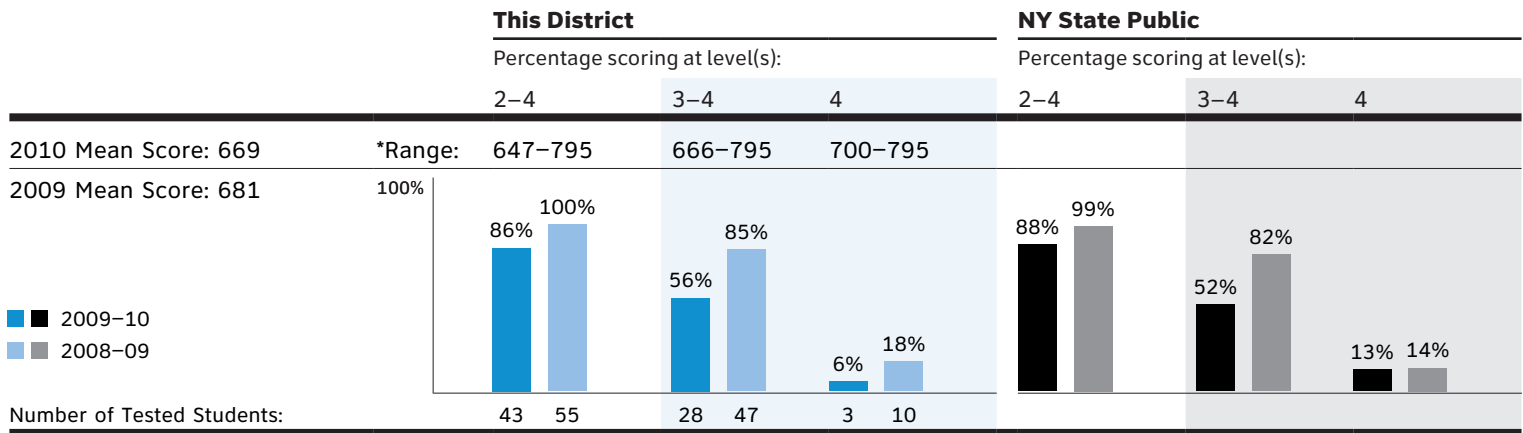 This District NY State Public
Percentage scoring at level(s): Percentage scoring at level(s):
2–4 3–4 4 2–4 3–4 4
2010 Mean Score: 669 *Range: 647–795 666–795 700–795
2009 Mean Score: 681 100%
86% 100% 85% 56% 6% 18% 88% 99% 52% 82% 13% 14%
2009–10
2008–09
Number of Tested Students: 43 55 28 47 3 10